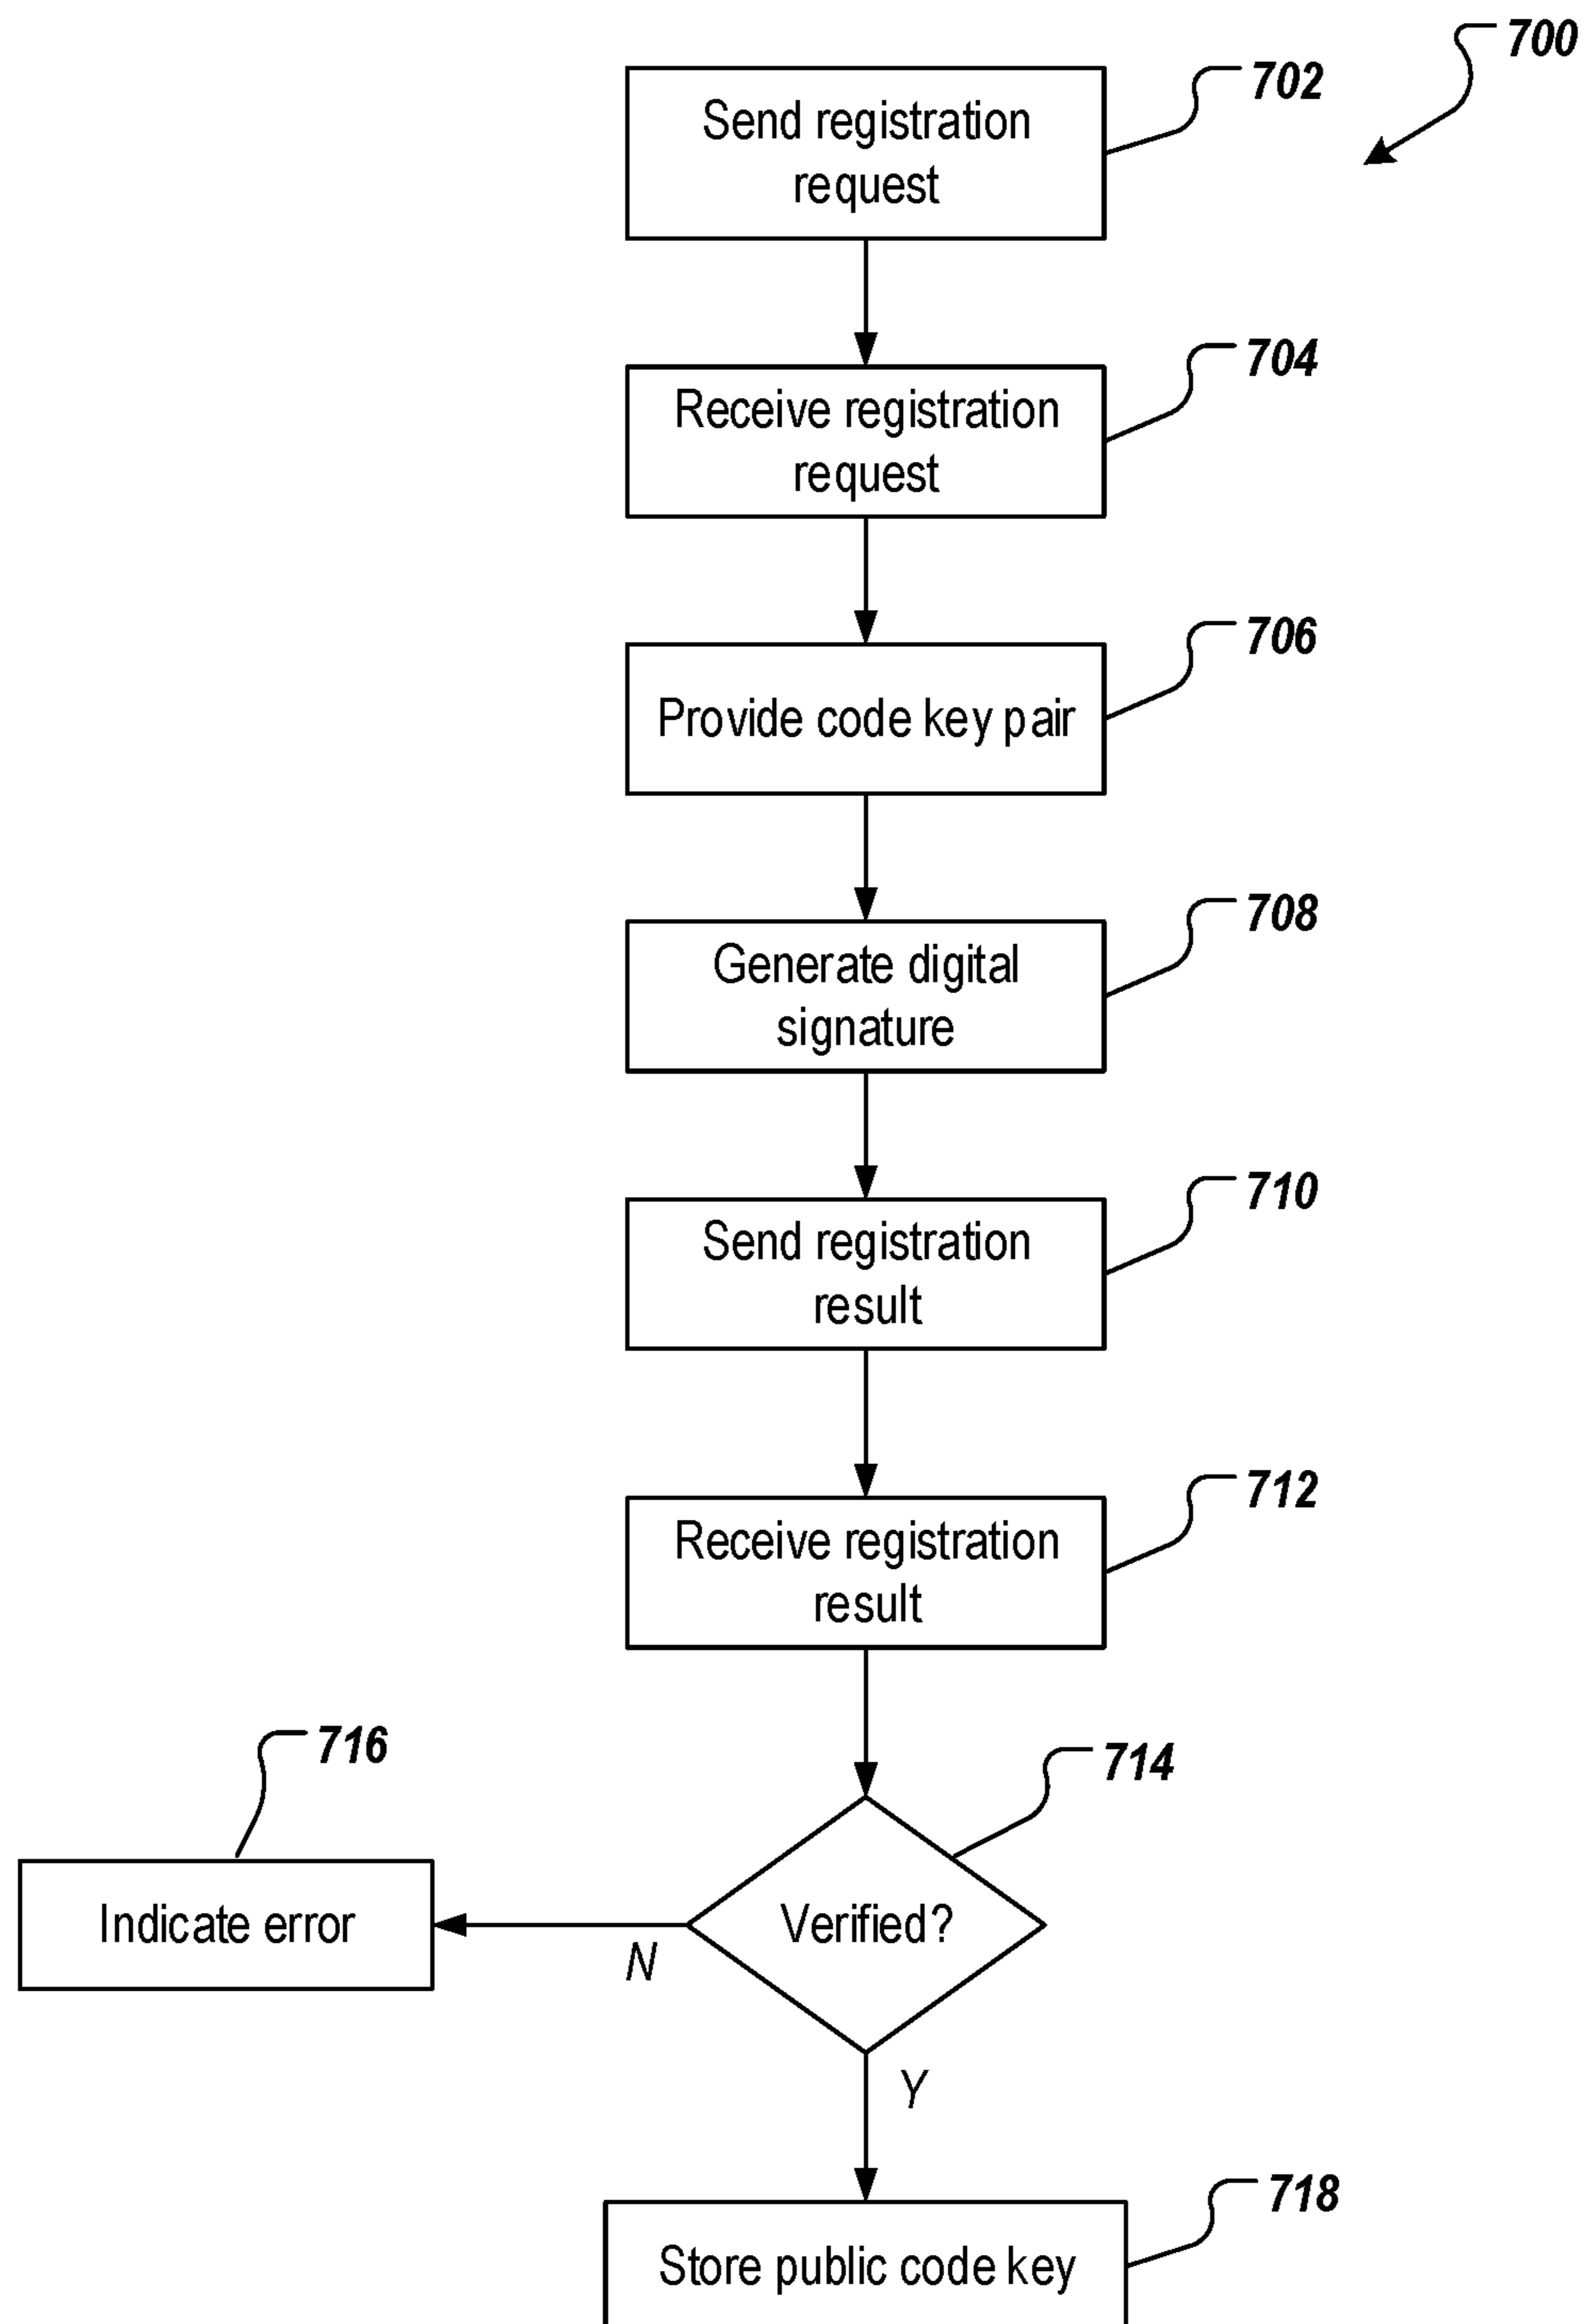 700
702
Send registration
request
704
Receive registration
request
706
Provide code key pair
708
Generate digital
signature
710
Send registration
result
712
Receive registration
result
716
714
Indicate error
Verified?
N
Y
718
Store public code key